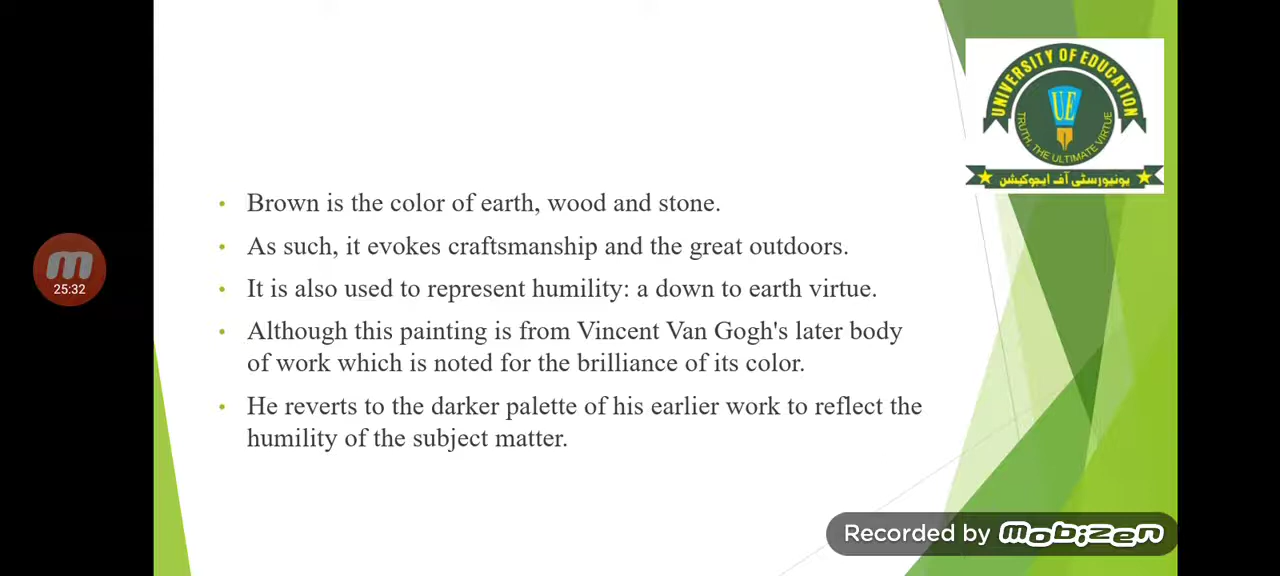 UNIVERSITY OF EDUCATION
UE
TRUTH, THE ULTIMATE VIRTUE
یونیورسٹی آف ایجوکیشن
• Brown is the color of earth, wood and stone.
• As such, it evokes craftsmanship and the great outdoors.
25:32
• It is also used to represent humility: a down to earth virtue.
• Although this painting is from Vincent Van Gogh's later body
of work which is noted for the brilliance of its color.
• He reverts to the darker palette of his earlier work to reflect the
humility of the subject matter.
Recorded by mobizen